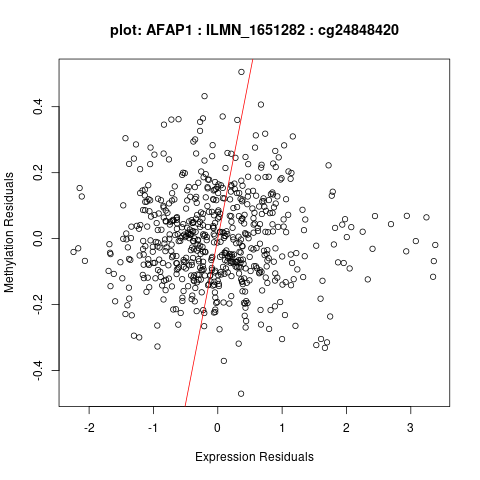 plot: AFAP1 : ILMN_1651282 : cg24848420
Methylation Residuals
0.4
0.2
0.0
-0.2
-0.4
-2 -1 0 1 2 3
Expression Residuals